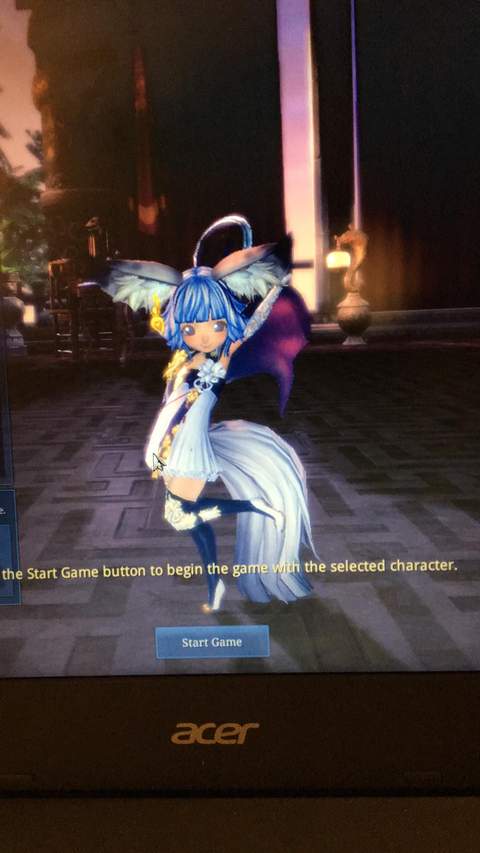 e.
the Start Game button to begin the game with the selected character.
Start Game
acer